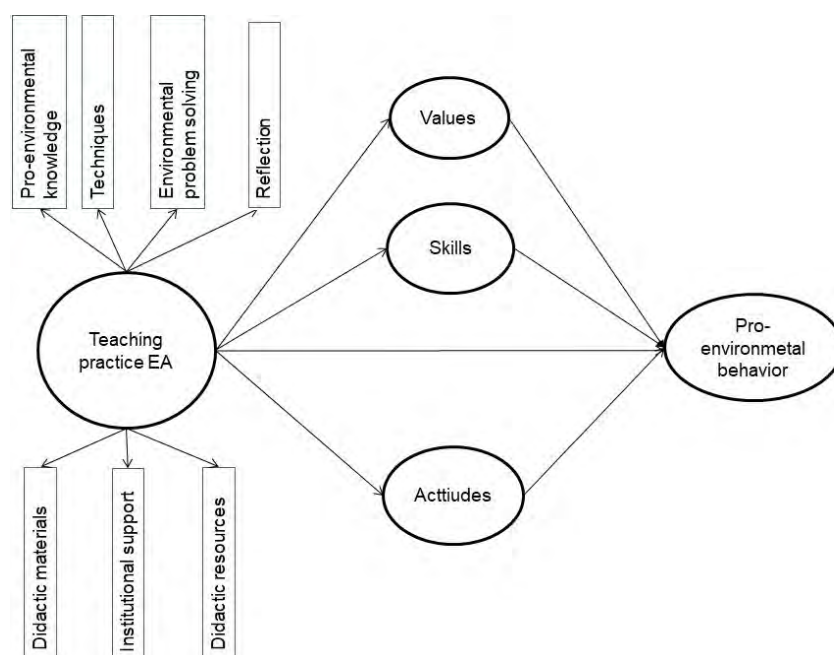 Pro-environmental
knowledge
Techniques
Environmental
problem solving
Reflection
Values
Skills
Teaching
practice EA
Pro-
environmetal
behavior
Acttiudes
Didactic materials
Institutional support
Didactic resources